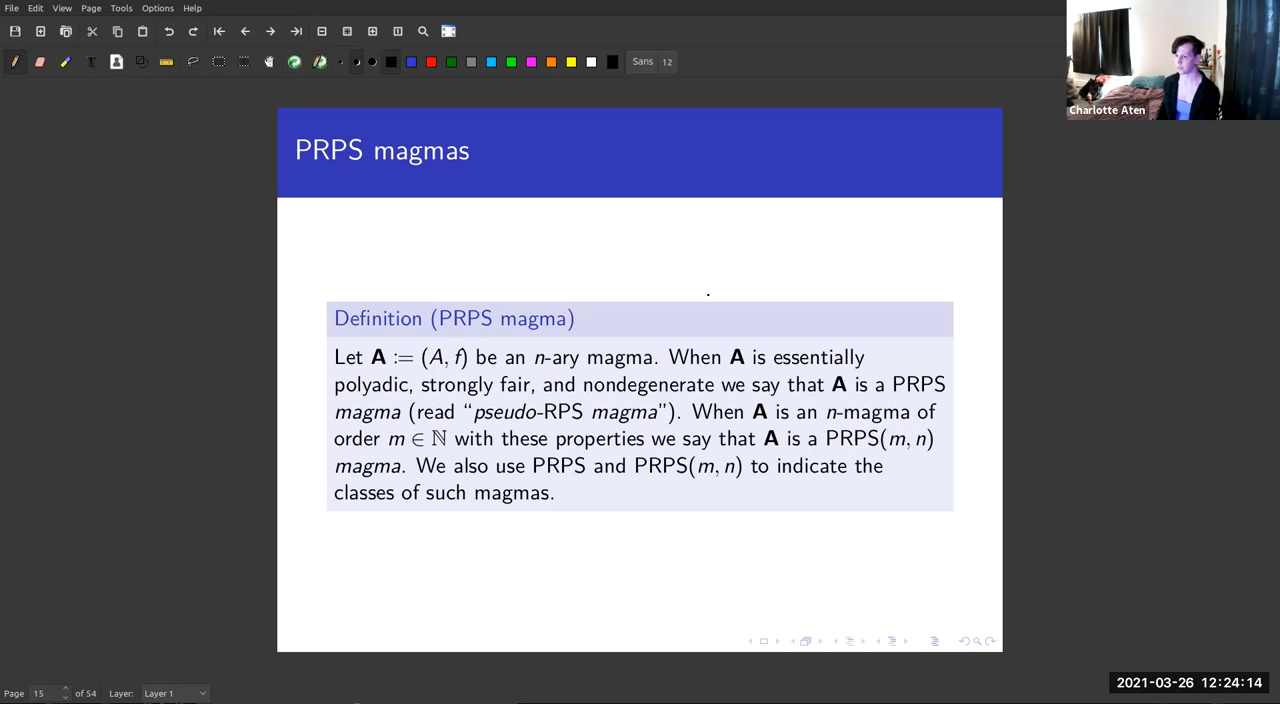 File Edit View Page Tools Options Help
Sans 12
Charlotte Aten
PRPS magmas
Definition (PRPS magma)
Let A := (A, f) be an n-ary magma. When A is essentially
polyadic, strongly fair, and nondegenerate we say that A is a PRPS
magma (read “pseudo-RPS magma”). When A is an n-magma of
order m ∈ ℕ with these properties we say that A is a PRPS(m, n)
magma. We also use PRPS and PRPS(m, n) to indicate the
classes of such magmas.
Page 15 of 54 Layer: Layer 1
2021-03-26 12:24:14